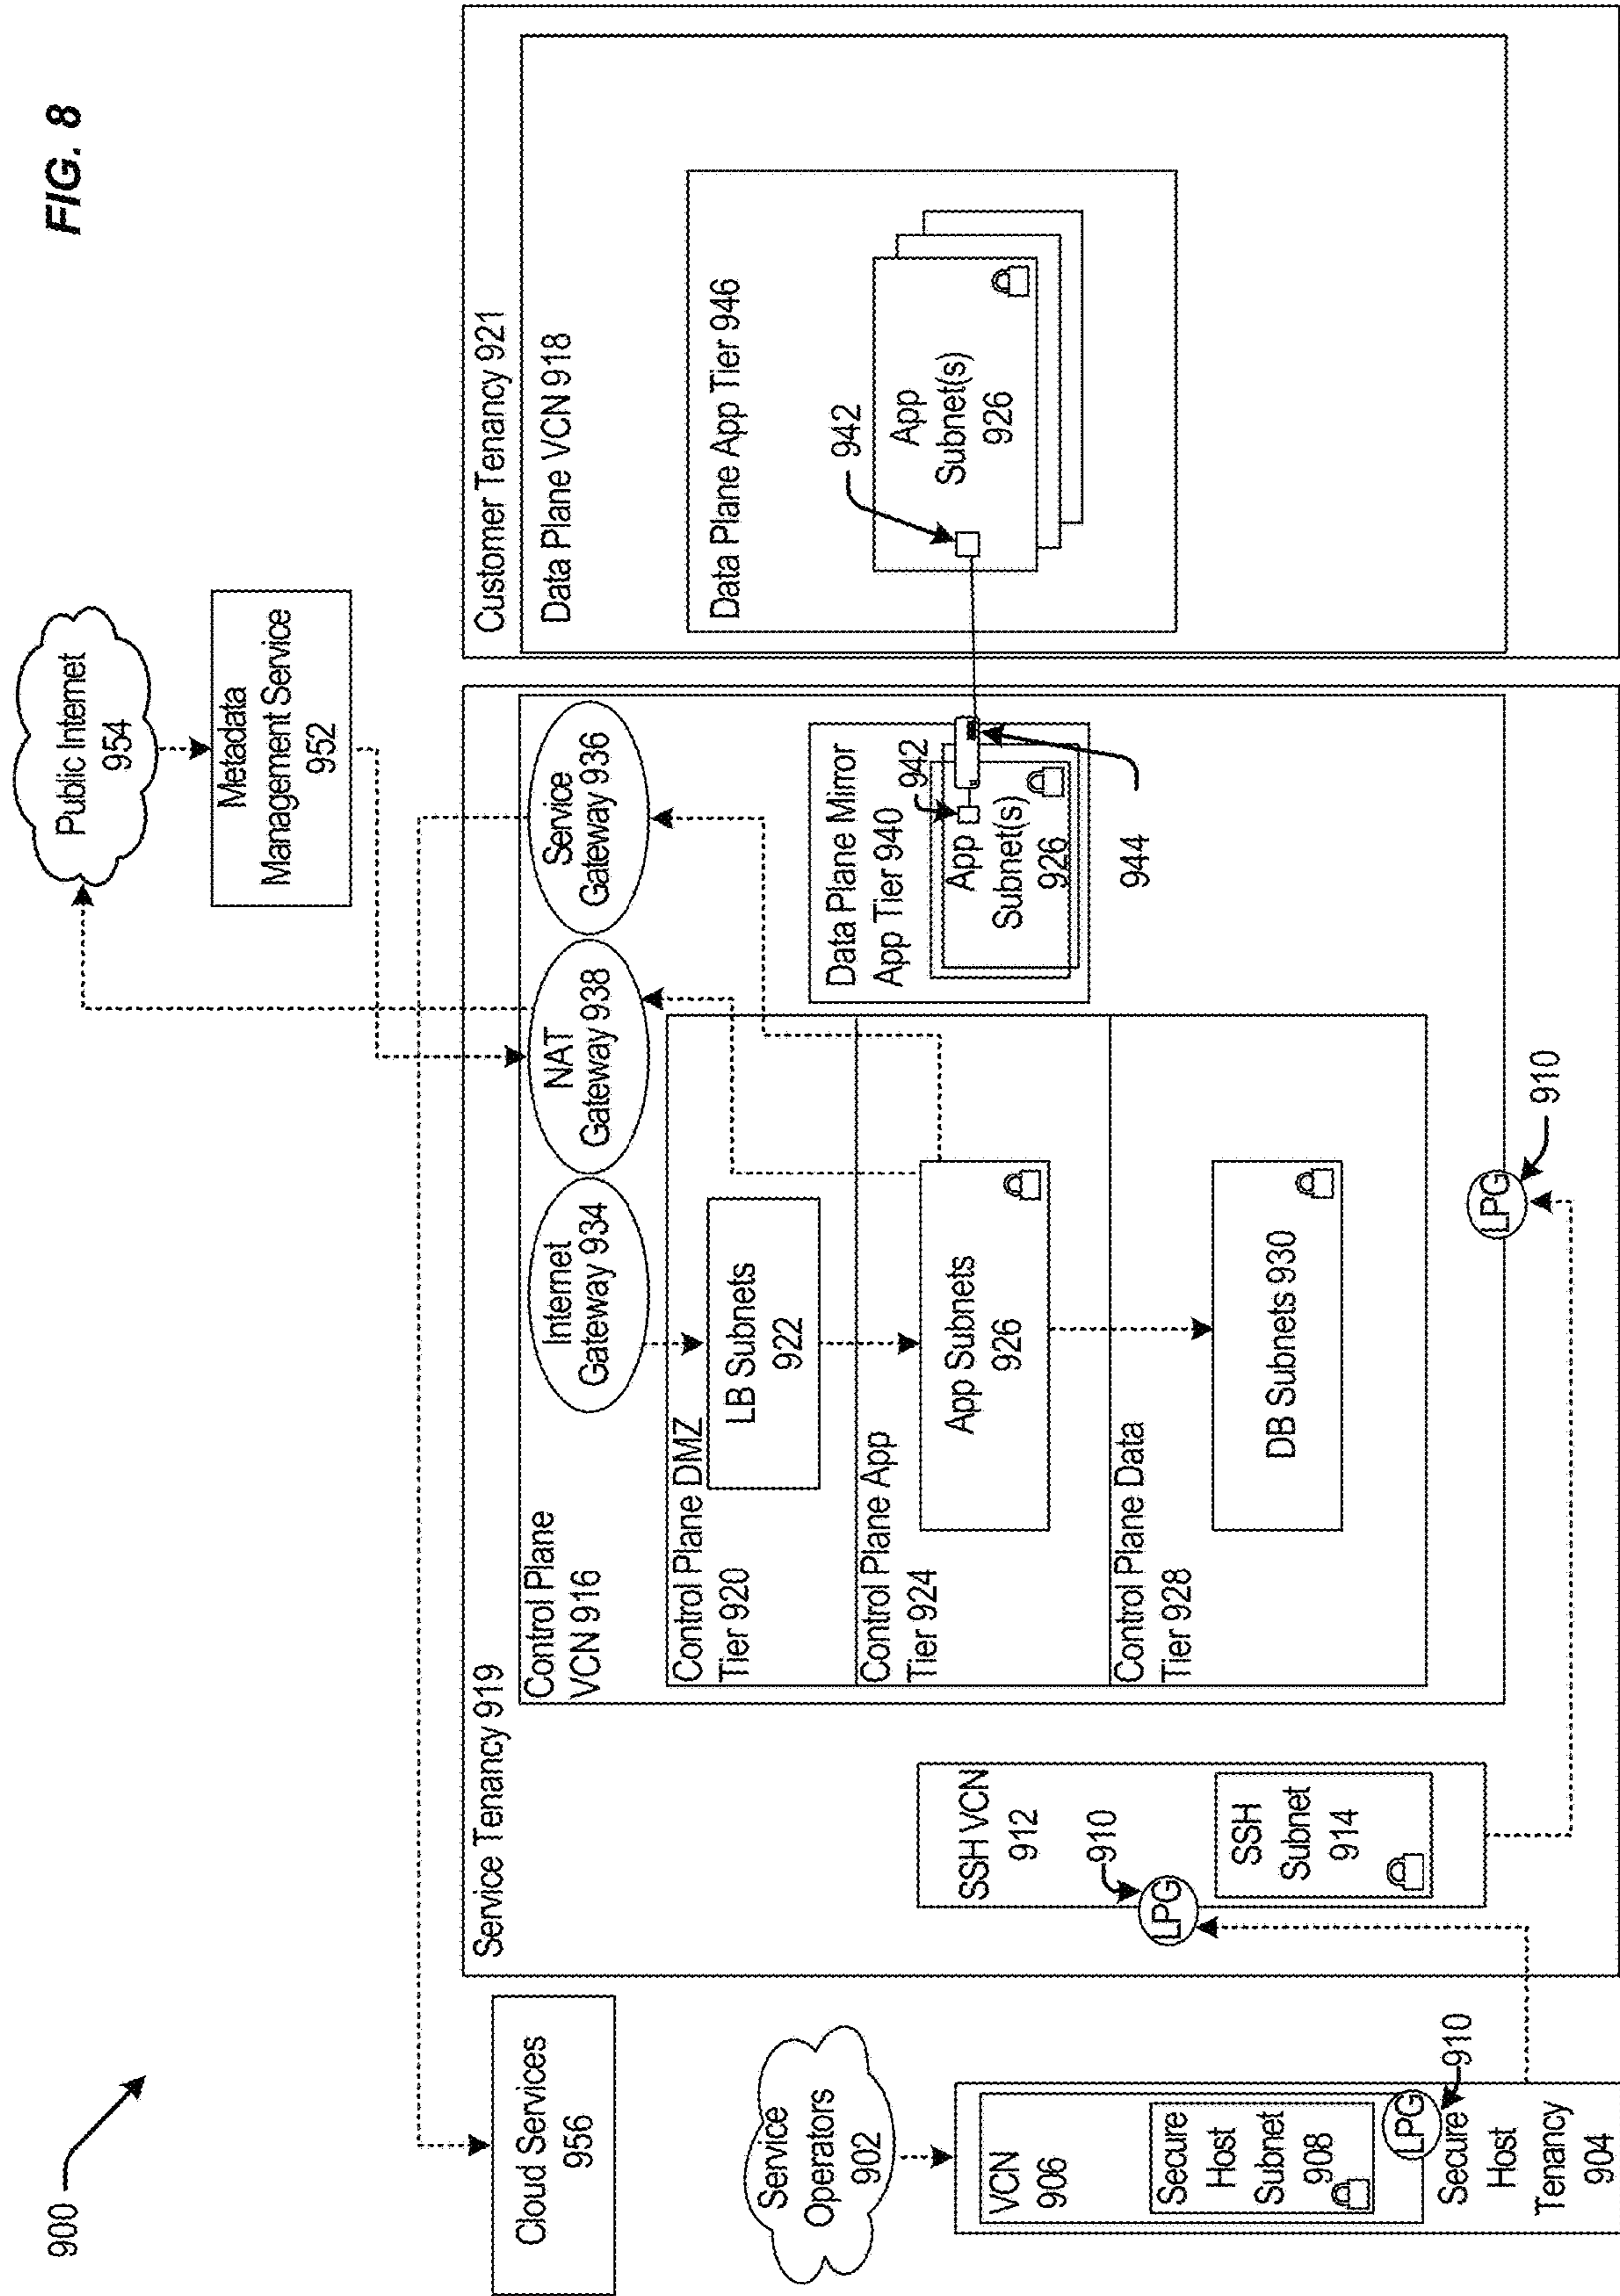 FIG. 8
900
Public Internet
954
Metadata
Management Service
952
Cloud Services
956
Service Tenancy 919
Customer Tenancy 921
Control Plane
VCN 916
Internet
Gateway 934
NAT
Gateway 938
Service
Gateway 936
Data Plane VCN 918
Control Plane DMZ
Tier 920
LB Subnets
922
Data Plane Mirror
App Tier 940
942
App
Subnet(s)
926
944
Data Plane App Tier 946
942
App
Subnet(s)
926
Control Plane App
Tier 924
App Subnets
926
Control Plane Data
Tier 928
DB Subnets 930
Service
Operators
902
SSH VCN
912
910
LPG
SSH
Subnet
914
VCN
906
Secure
Host
Subnet
908
LPG
910
Secure
Host
Tenancy
904
LPG
910